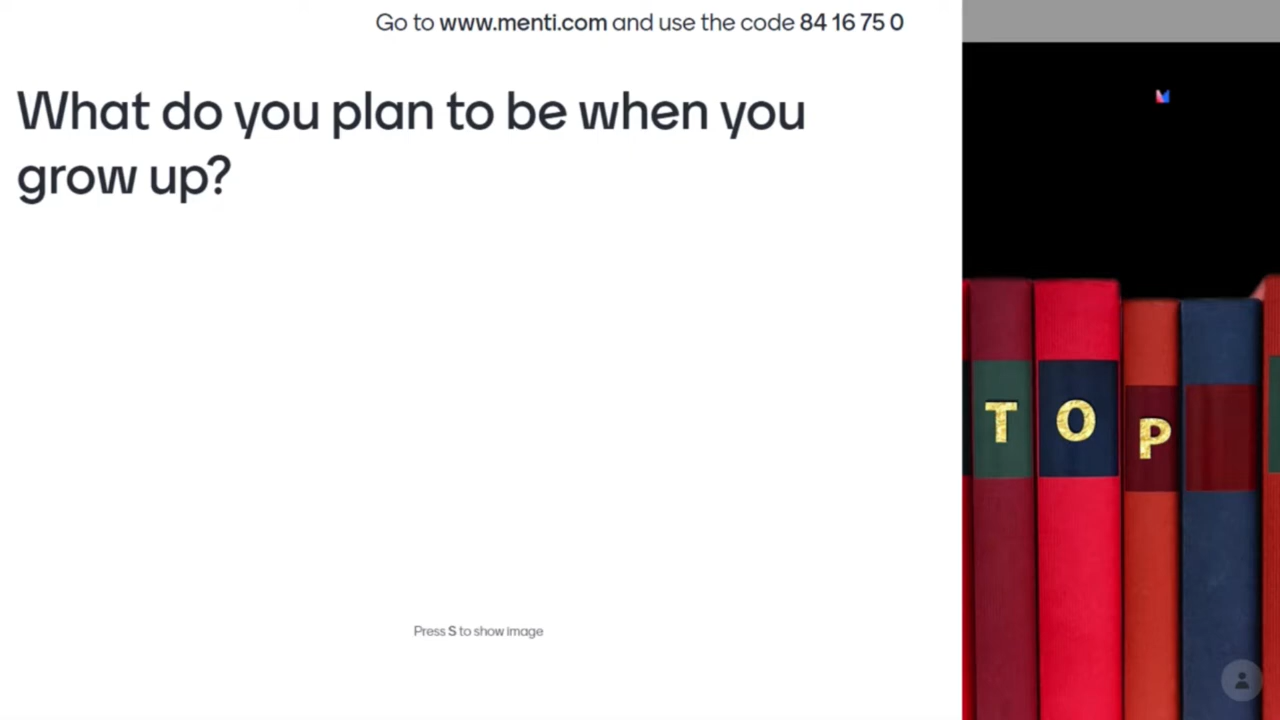 Go to www.menti.com and use the code 84 16 75 0
What do you plan to be when you
grow up?
Press S to show image
T O P